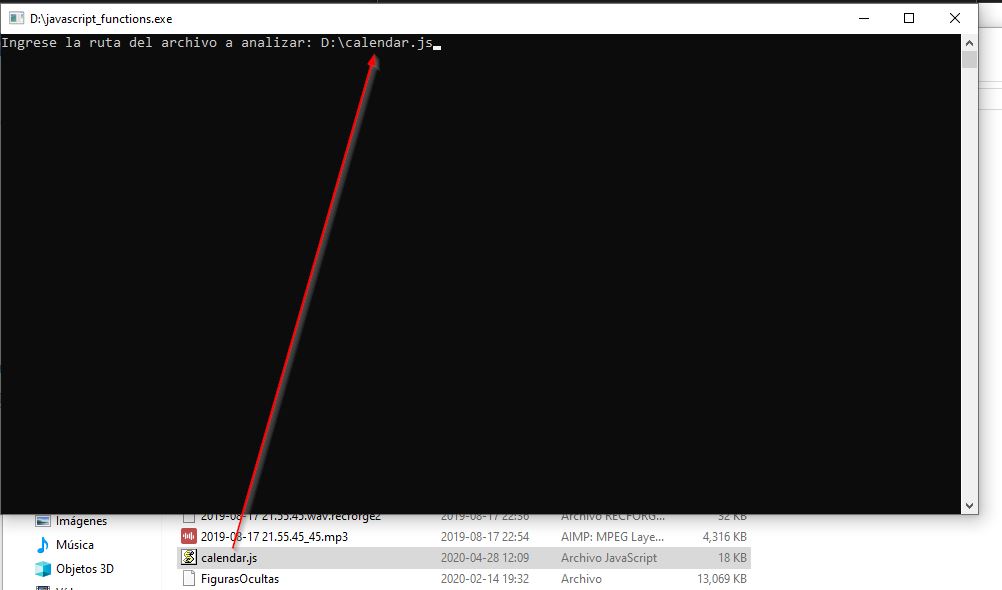 D:\javascript_functions.exe
Ingrese la ruta del archivo a analizar: D:\calendar.js
2019-08-17 21.55.45.wav.recforge2 2019-08-17 22:56 Archivo RECFORG... 32 KB
Imágenes
2019-08-17 21.55.45_45.mp3 2019-08-17 22:54 AIMP: MPEG Laye... 4,316 KB
Música
calendar.js 2020-04-28 12:09 Archivo JavaScript 18 KB
Objetos 3D
FigurasOcultas 2020-02-14 19:32 Archivo 13,069 KB